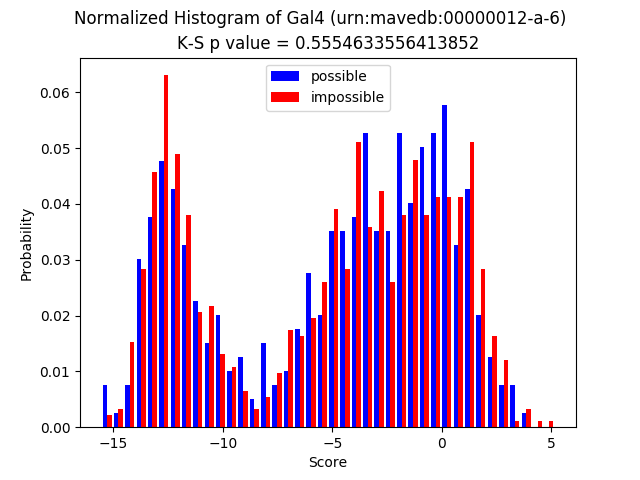 Normalized Histogram of Gal4 (urn:mavedb:00000012-a-6)
K-S p value = 0.5554633556413852
possible
impossible
0.06
0.05
0.04
0.03
0.02
0.01
0.00
Probability
−15
−10
−5
0
5
Score